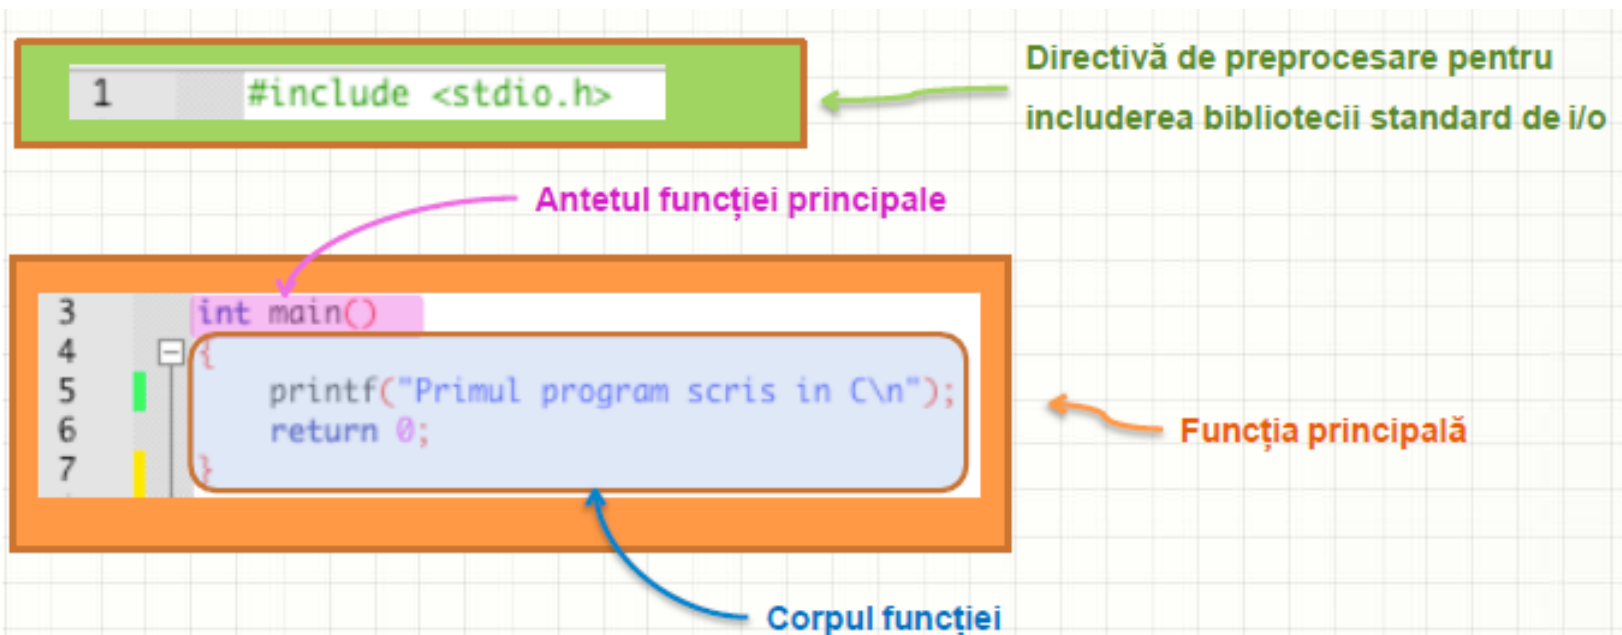 Directivă de preprocesare pentru
includerea bibliotecii standard de i/o
1 #include <stdio.h>
Antetul funcției principale
3 int main()
4 {
5 printf("Primul program scris in C\n");
6 return 0;
7 }
Funcția principală
Corpul funcției